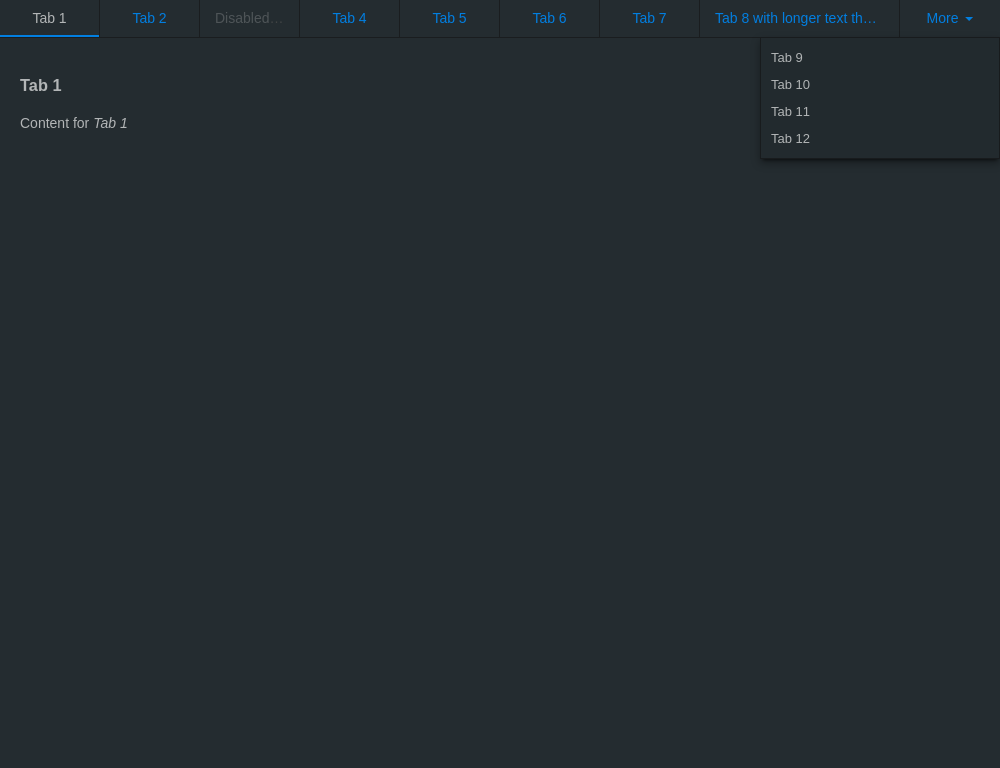 Tab 1 Tab 2 Disabled… Tab 4 Tab 5 Tab 6 Tab 7 Tab 8 with longer text th… More
Tab 9
Tab 10
Tab 11
Tab 12
Tab 1
Content for Tab 1